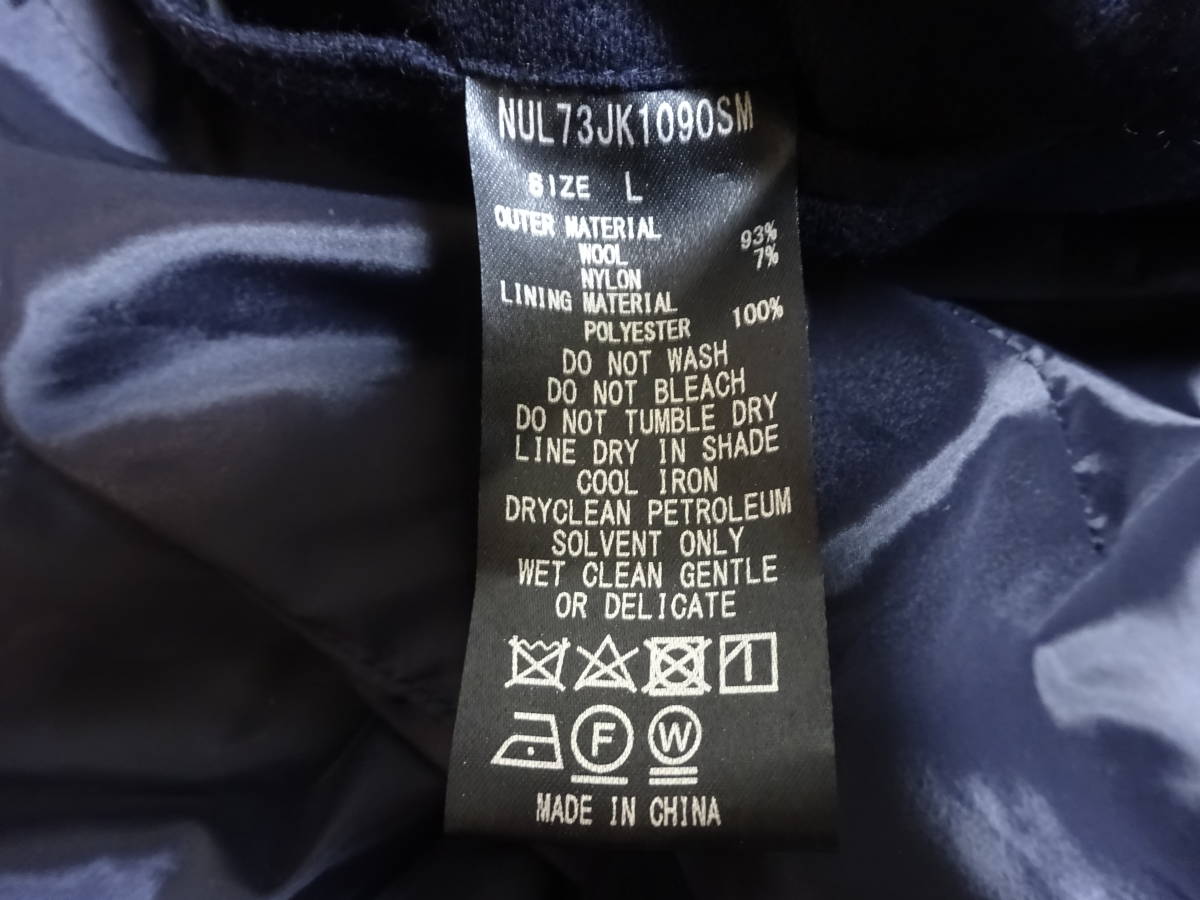 NUL73JK1090SM
SIZE L
OUTER MATERIAL
WOOL 93%
NYLON 7%
LINING MATERIAL
POLYESTER 100%
DO NOT WASH
DO NOT BLEACH
DO NOT TUMBLE DRY
LINE DRY IN SHADE
COOL IRON
DRYCLEAN PETROLEUM
SOLVENT ONLY
WET CLEAN GENTLE
OR DELICATE
F W
MADE IN CHINA